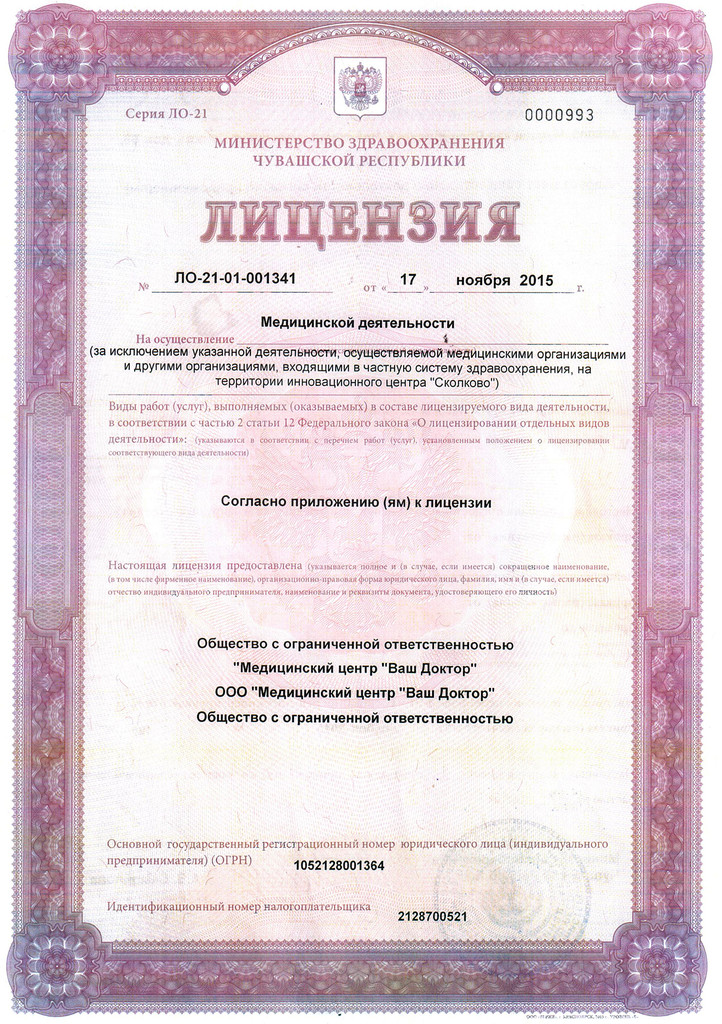 Серия ЛО-21
0000993
МИНИСТЕРСТВО ЗДРАВООХРАНЕНИЯ
ЧУВАШСКОЙ РЕСПУБЛИКИ
ЛИЦЕНЗИЯ
№ ЛО-21-01-001341 от « 17 » ноября 2015 г.
Медицинской деятельности
На осуществление
(за исключением указанной деятельности, осуществляемой медицинскими организациями
и другими организациями, входящими в частную систему здравоохранения, на
территории инновационного центра "Сколково")
Виды работ (услуг), выполняемых (оказываемых) в составе лицензируемого вида деятельности,
в соответствии с частью 2 статьи 12 Федерального закона «О лицензировании отдельных видов
деятельности»: (указываются в соответствии с перечнем работ (услуг), установленным положением о лицензировании
соответствующего вида деятельности)
Согласно приложению (ям) к лицензии
Настоящая лицензия предоставлена (указывается полное и (в случае, если имеется) сокращенное наименование,
(в том числе фирменное наименование), организационно-правовая форма юридического лица, фамилия, имя и (в случае, если имеется)
отчество индивидуального предпринимателя, наименование и реквизиты документа, удостоверяющего его личность)
Общество с ограниченной ответственностью
"Медицинский центр "Ваш Доктор"
ООО "Медицинский центр "Ваш Доктор"
Общество с ограниченной ответственностью
Основной государственный регистрационный номер юридического лица (индивидуального
предпринимателя) (ОГРН) 1052128001364
Идентификационный номер налогоплательщика 2128700521